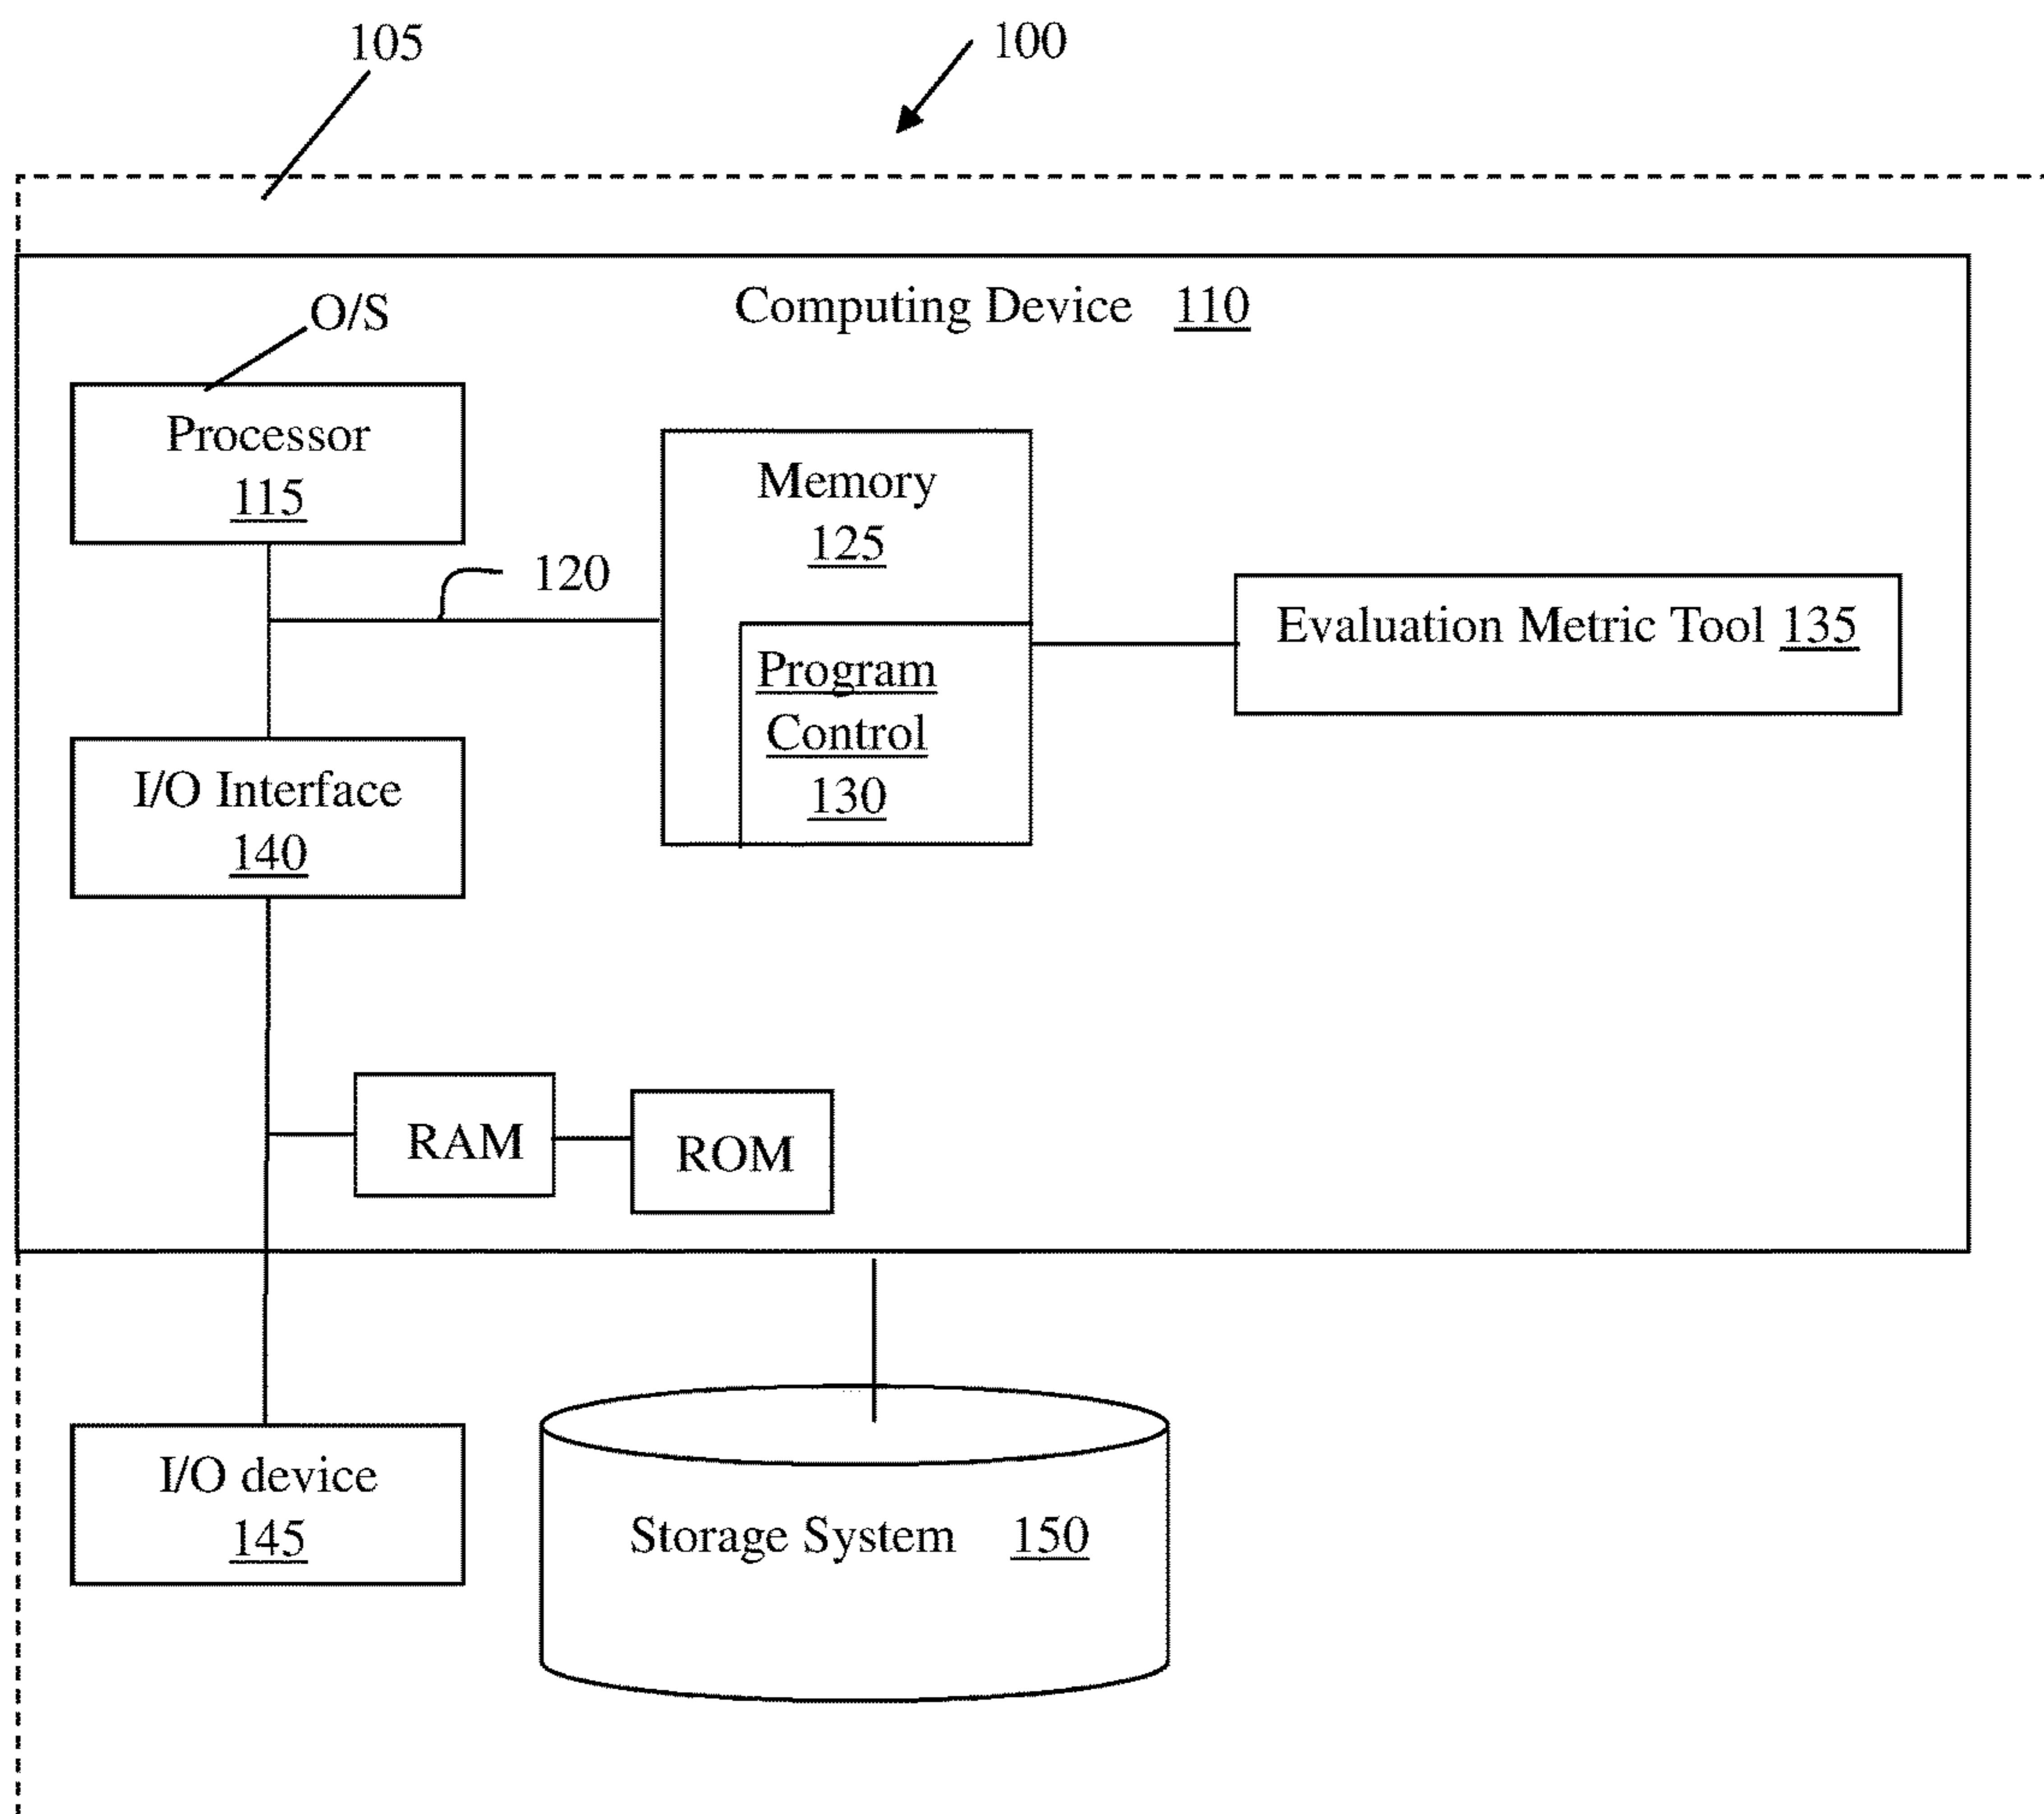 105
100
Computing Device 110
O/S
Processor
115
120
Memory
125
Program
Control
130
Evaluation Metric Tool 135
I/O Interface
140
RAM
ROM
I/O device
145
Storage System 150